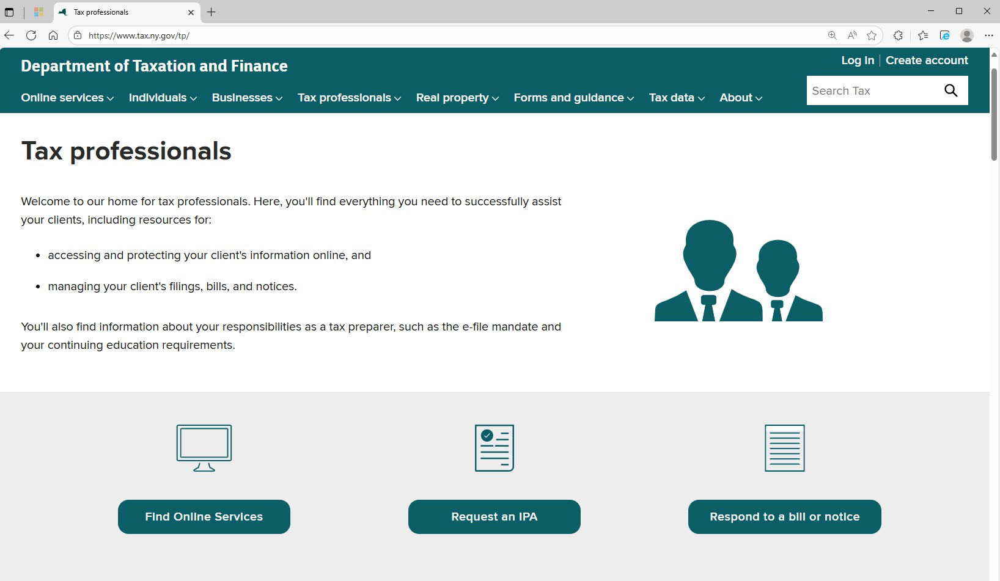 Tax professionals
https://www.tax.ny.gov/tp/
Department of Taxation and Finance
Log In
Create account
Online services
Individuals
Businesses
Tax professionals
Real property
Forms and guidance
Tax data
About
Search Tax
Tax professionals
Welcome to our home for tax professionals. Here, you'll find everything you need to successfully assist
your clients, including resources for:
• accessing and protecting your client's information online, and
• managing your client's filings, bills, and notices.
You'll also find information about your responsibilities as a tax preparer, such as the e-file mandate and
your continuing education requirements.
Find Online Services
Request an IPA
Respond to a bill or notice